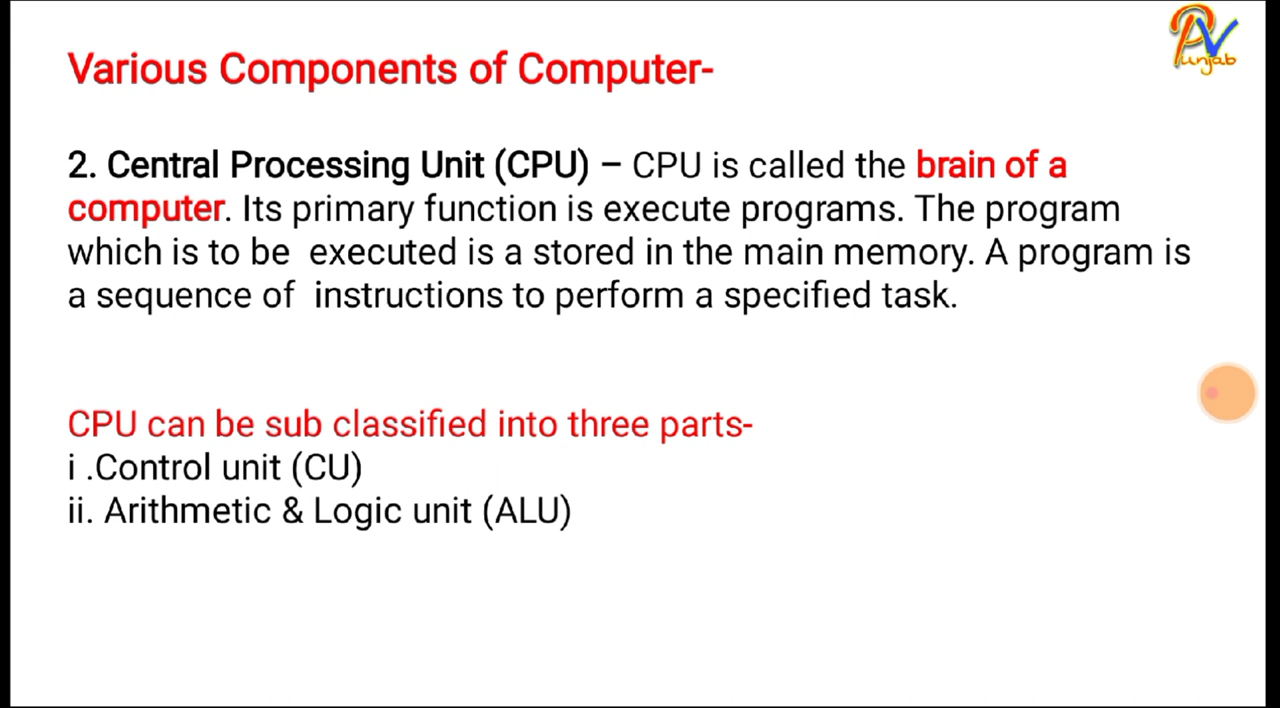 PV
unjab
Various Components of Computer-
2. Central Processing Unit (CPU) – CPU is called the brain of a
computer. Its primary function is execute programs. The program
which is to be  executed is a stored in the main memory. A program is
a sequence of  instructions to perform a specified task.
CPU can be sub classified into three parts-
i .Control unit (CU)
ii. Arithmetic & Logic unit (ALU)